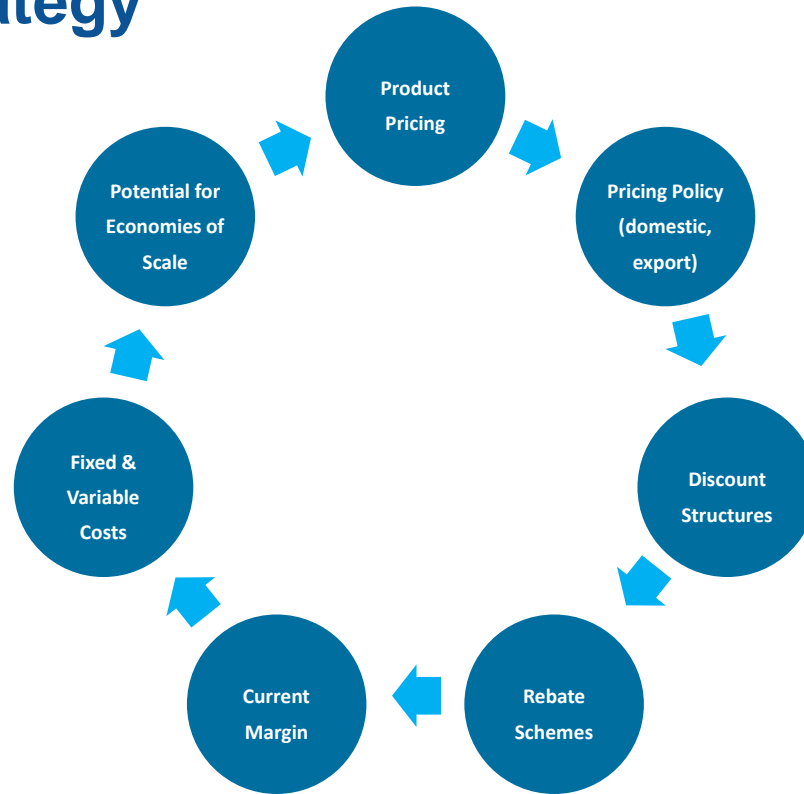 ategy
Product
Pricing
Pricing Policy
(domestic,
export)
Discount
Structures
Rebate
Schemes
Current
Margin
Fixed &
Variable
Costs
Potential for
Economies of
Scale